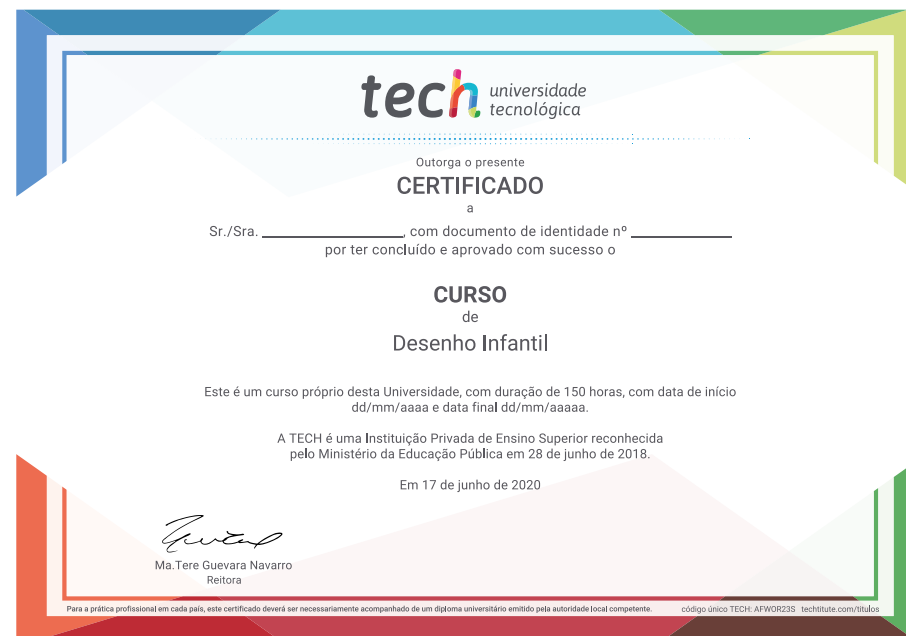 tech universidade
tecnológica
Outorga o presente
CERTIFICADO
a
Sr./Sra. ____________, com documento de identidade nº ____________
por ter concluído e aprovado com sucesso o
CURSO
de
Desenho Infantil
Este é um curso próprio desta Universidade, com duração de 150 horas, com data de início
dd/mm/aaaa e data final dd/mm/aaaaa.
A TECH é uma Instituição Privada de Ensino Superior reconhecida
pelo Ministério da Educação Pública em 28 de junho de 2018.
Em 17 de junho de 2020
Ma.Tere Guevara Navarro
Reitora
Para a prática profissional em cada país, este certificado deverá ser necessariamente acompanhado de um diploma universitário emitido pela autoridade local competente. código único TECH: AFWOR23S techtitute.com/titulos